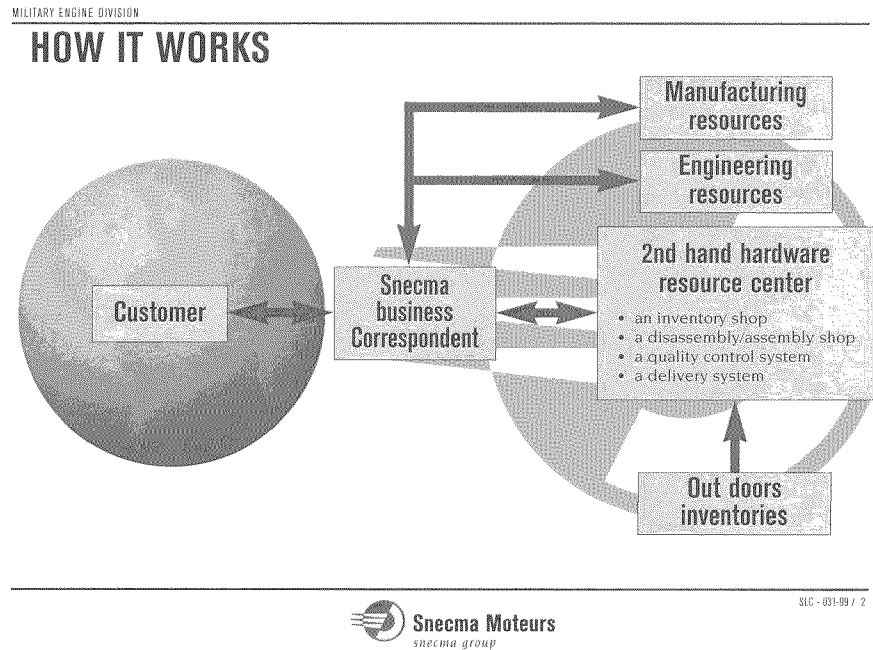 MILITARY ENGINE DIVISION
HOW IT WORKS
Manufacturing
resources
Engineering
resources
2nd hand hardware
resource center
• an inventory shop
• a disassembly/assembly shop
• a quality control system
• a delivery system
Snecma
business
Correspondent
Customer
Out doors
inventories
SLC - 031-99 / 2
Snecma Moteurs
snecma group